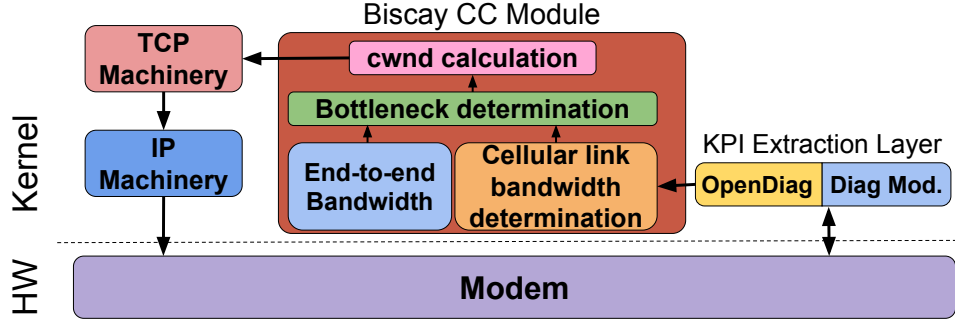 Biscay CC Module
TCP
Machinery
cwnd calculation
Bottleneck determination
IP
Machinery
End-to-end
Bandwidth
Cellular link
bandwidth
determination
KPI Extraction Layer
OpenDiag
Diag Mod.
Kernel
HW
Modem